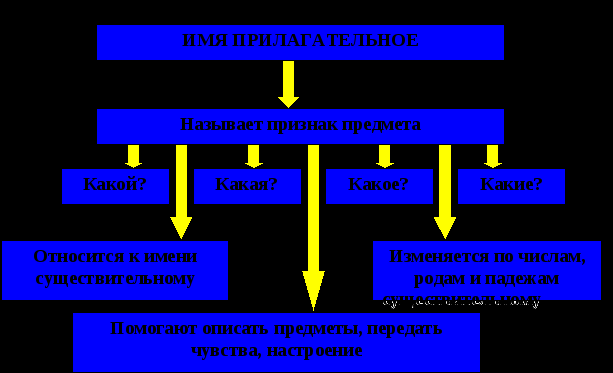 ИМЯ ПРИЛАГАТЕЛЬНОЕ
Называет признак предмета
Какой?
Какая?
Какое?
Какие?
Относится к имени
существительному
Изменяется по числам,
родам и падежам
существительному
Помогают описать предметы, передать
чувства, настроение